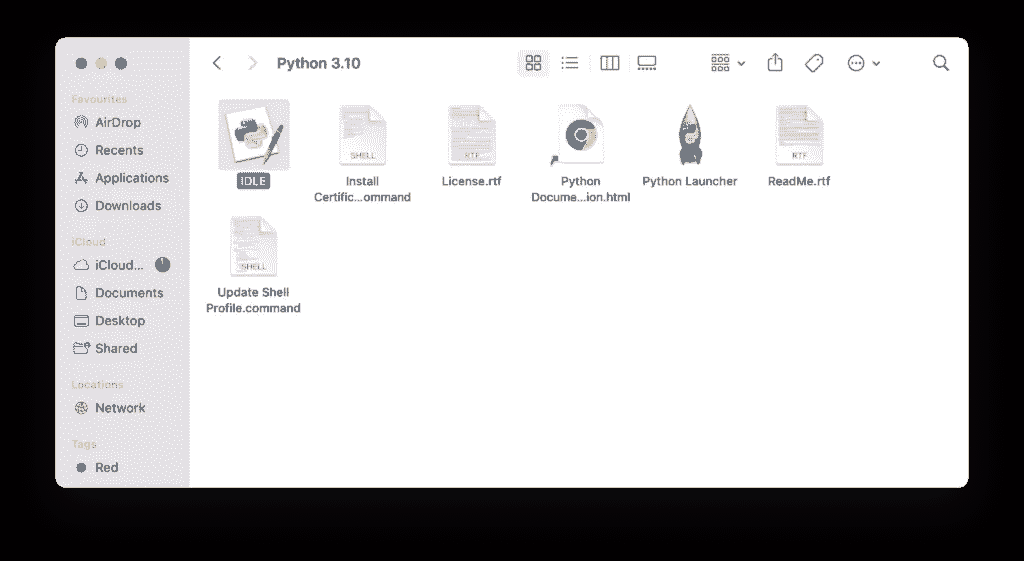 Python 3.10
Favourites
AirDrop
Recents
Applications
Downloads
iCloud
iCloud...
Documents
Desktop
Shared
Locations
Network
Tags
Red
SHELL
RTF
RTF
IDLE
Install
Certific...ommand
License.rtf
Python
Docume...ion.html
Python Launcher
ReadMe.rtf
SHELL
Update Shell
Profile.command